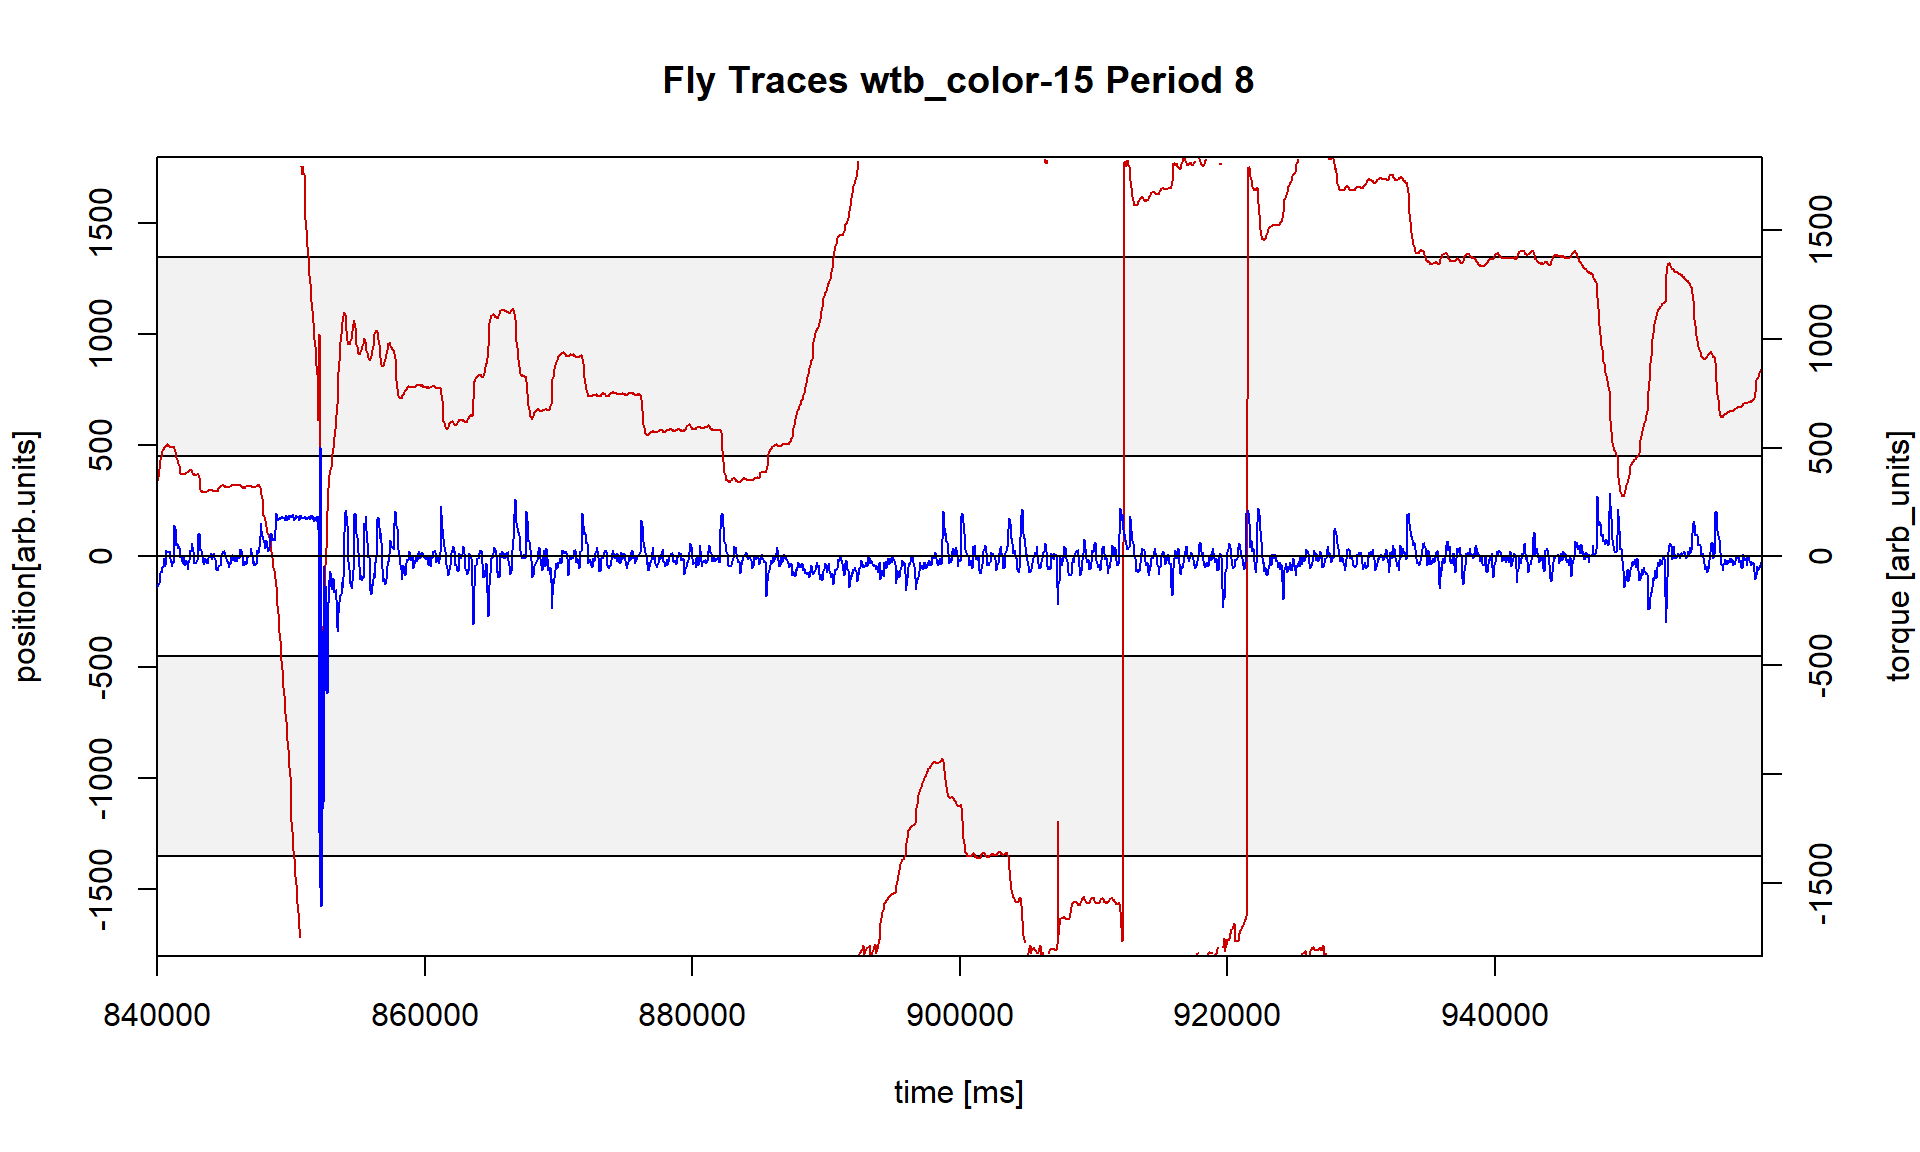 Fly Traces wtb_color-15 Period 8
position[arb.units]
1500
1000
500
0
-500
-1000
-1500
1500
1000
500
0
-500
-1500
torque [arb_units]
840000 860000 880000 900000 920000 940000
time [ms]